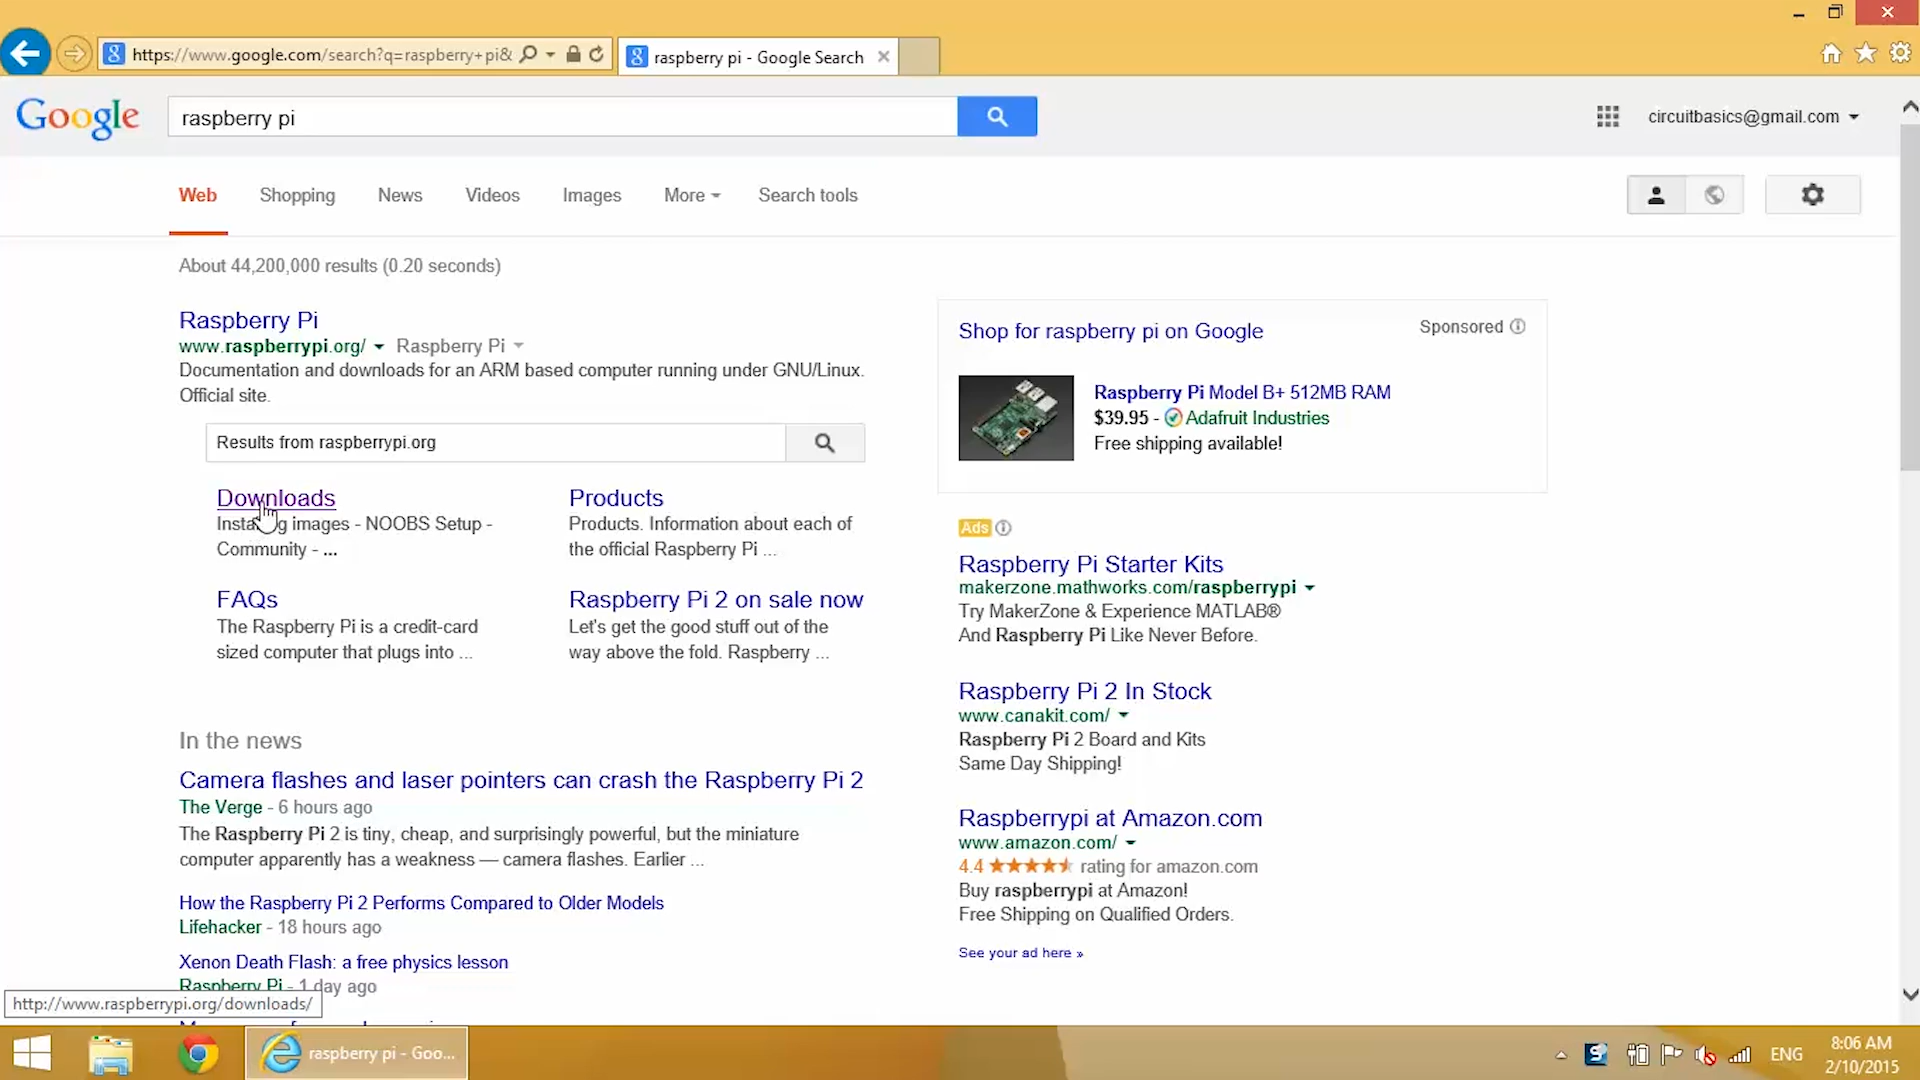 https://www.google.com/search?q=raspberry+pi&
raspberry pi - Google Search
Google
raspberry pi
circuitbasics@gmail.com
Web
Shopping
News
Videos
Images
More
Search tools
About 44,200,000 results (0.20 seconds)
Raspberry Pi
www.raspberrypi.org/
Raspberry Pi
Documentation and downloads for an ARM based computer running under GNU/Linux.
Official site.
Results from raspberrypi.org
Downloads
images - NOOBS Setup -
Community - ...
Products
Products. Information about each of
the official Raspberry Pi ...
FAQs
The Raspberry Pi is a credit-card
sized computer that plugs into ...
Raspberry Pi 2 on sale now
Let's get the good stuff out of the
way above the fold. Raspberry ...
In the news
Camera flashes and laser pointers can crash the Raspberry Pi 2
The Verge - 6 hours ago
The Raspberry Pi 2 is tiny, cheap, and surprisingly powerful, but the miniature
computer apparently has a weakness — camera flashes. Earlier ...
How the Raspberry Pi 2 Performs Compared to Older Models
Lifehacker - 18 hours ago
Xenon Death Flash: a free physics lesson
Raspberry Pi - 1 day ago
Shop for raspberry pi on Google
Sponsored
Raspberry Pi Model B+ 512MB RAM
$39.95 - Adafruit Industries
Free shipping available!
Ads
Raspberry Pi Starter Kits
makerzone.mathworks.com/raspberrypi
Try MakerZone & Experience MATLAB®
And Raspberry Pi Like Never Before.
Raspberry Pi 2 In Stock
www.canakit.com/
Raspberry Pi 2 Board and Kits
Same Day Shipping!
Raspberrypi at Amazon.com
www.amazon.com/
4.4 rating for amazon.com
Buy raspberrypi at Amazon!
Free Shipping on Qualified Orders.
See your ad here »
http://www.raspberrypi.org/downloads/
raspberry pi - Goo...
ENG
8:06 AM
2/10/2015